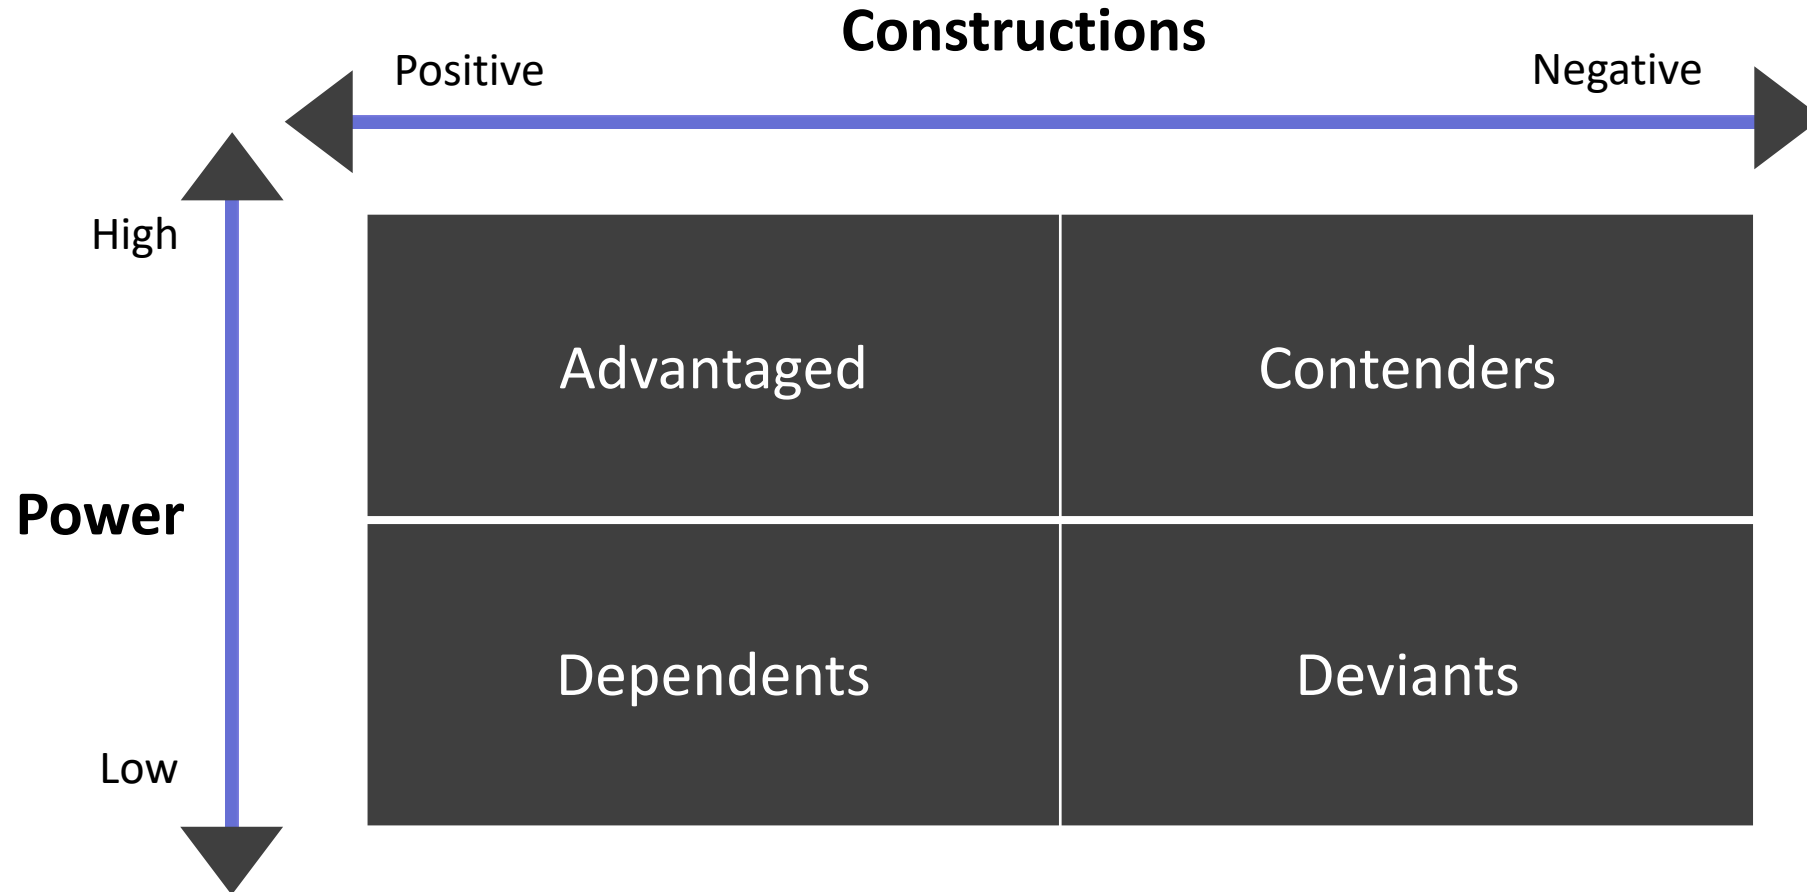 Constructions
Positive
Negative
High
Advantaged
Contenders
Power
Dependents
Deviants
Low